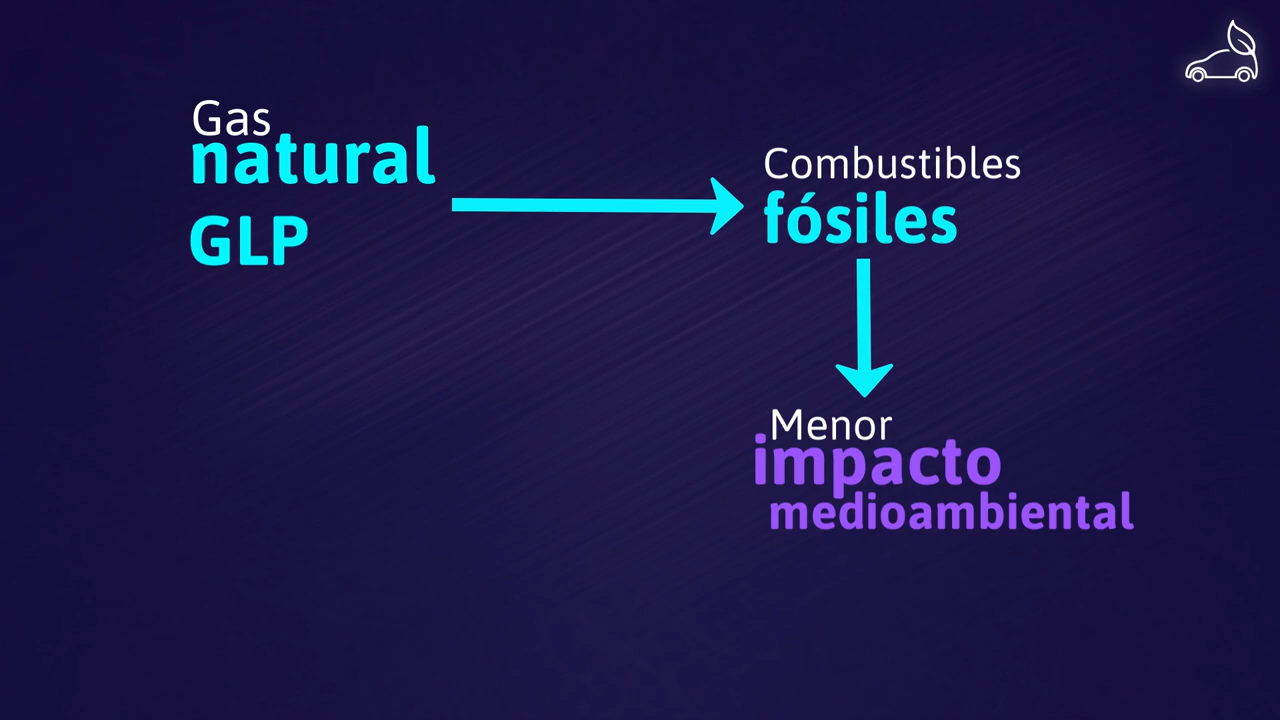 Gas
natural
GLP
Combustibles
fósiles
Menor
impacto
medioambiental